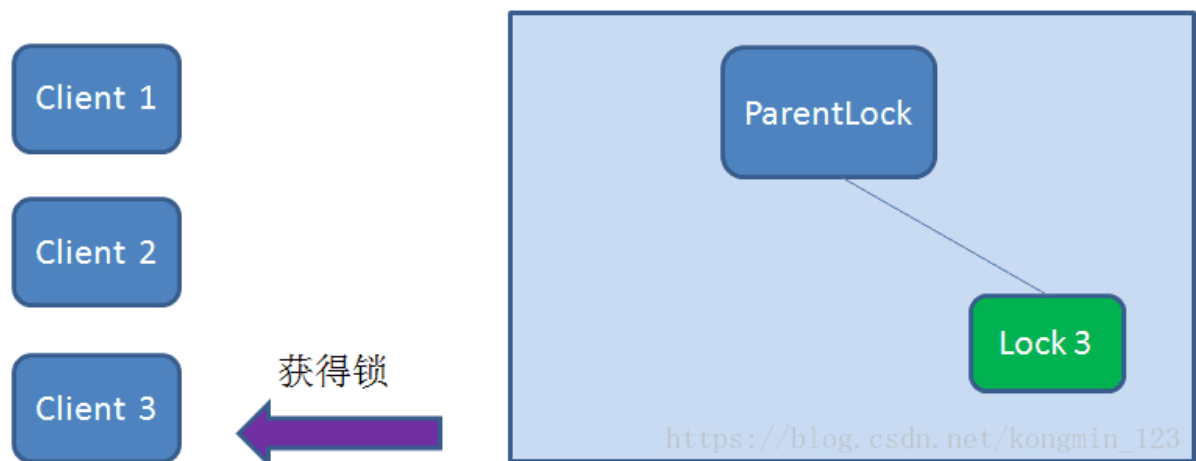 Client 1
ParentLock
Client 2
Lock 3
获得锁
Client 3
https://blog.csdn.net/kongmin_123